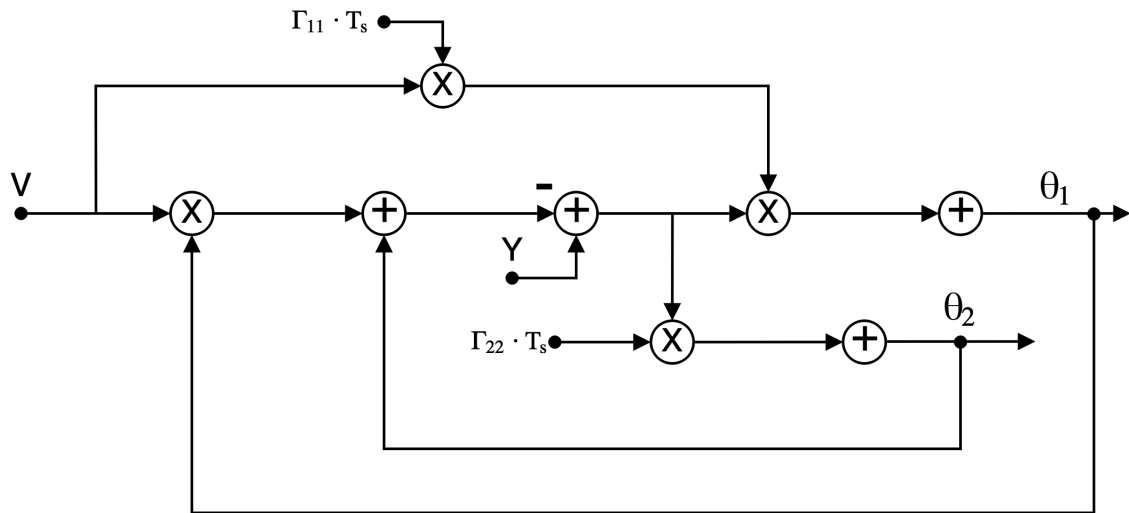 Γ₁₁ · Tₛ
X
V
X
+
-
+
X
+
θ₁
Y
Γ₂₂ · Tₛ
X
+
θ₂